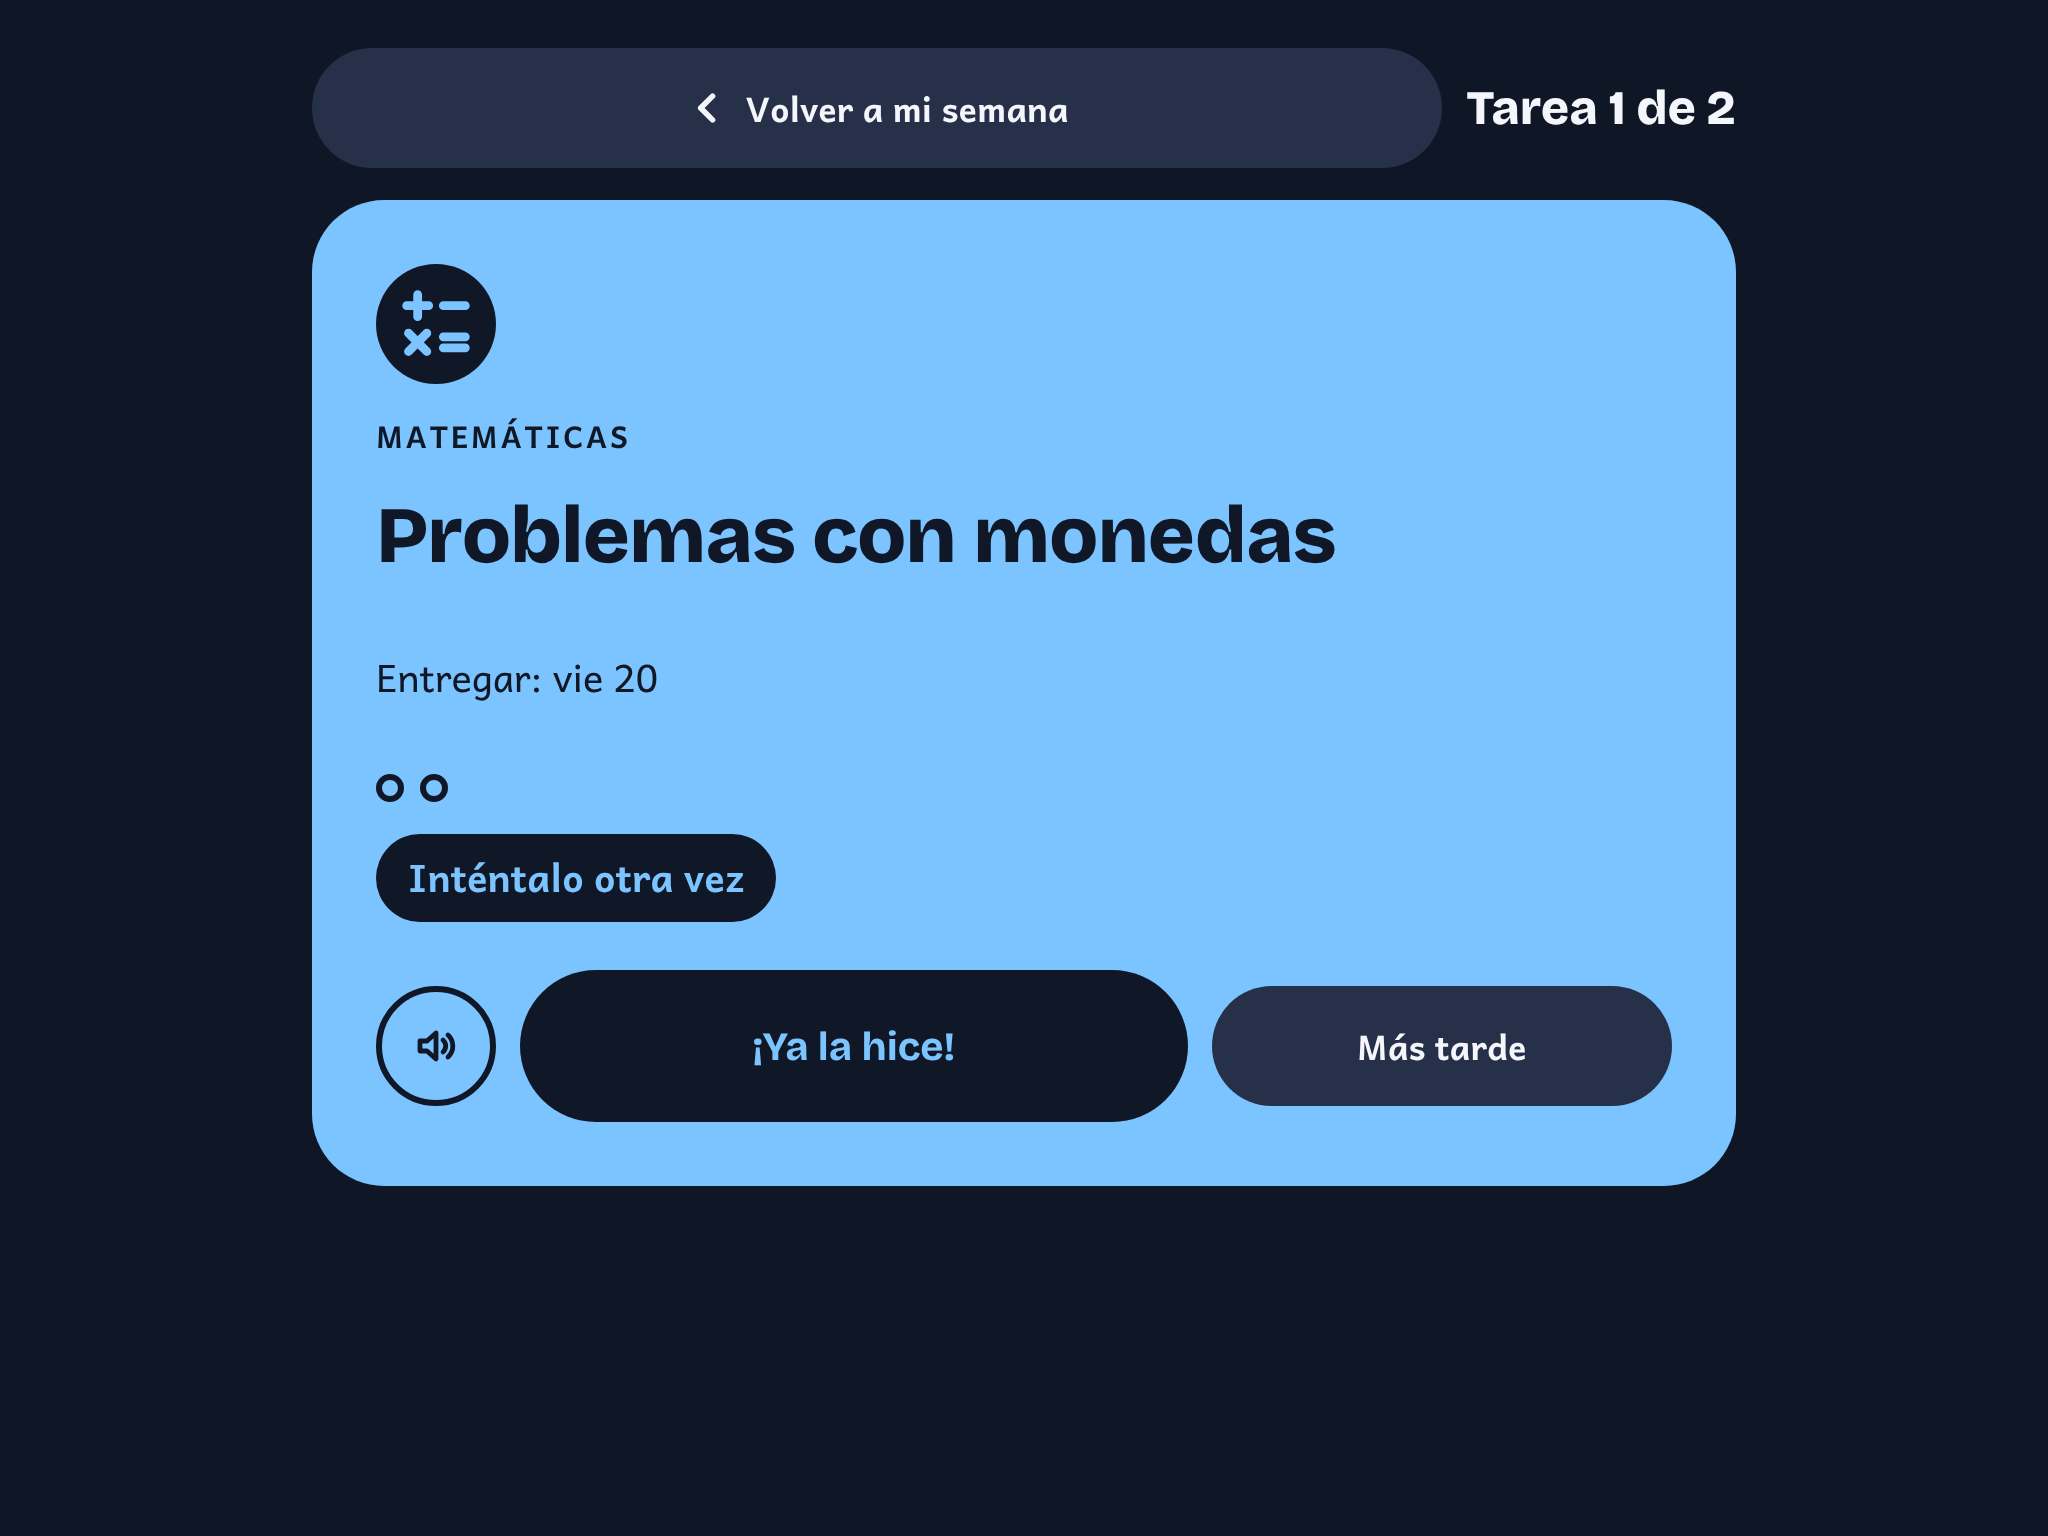 Volver a mi semana
Tarea 1 de 2
MATEMÁTICAS
Problemas con monedas
Entregar: vie 20
Inténtalo otra vez
¡Ya la hice!
Más tarde